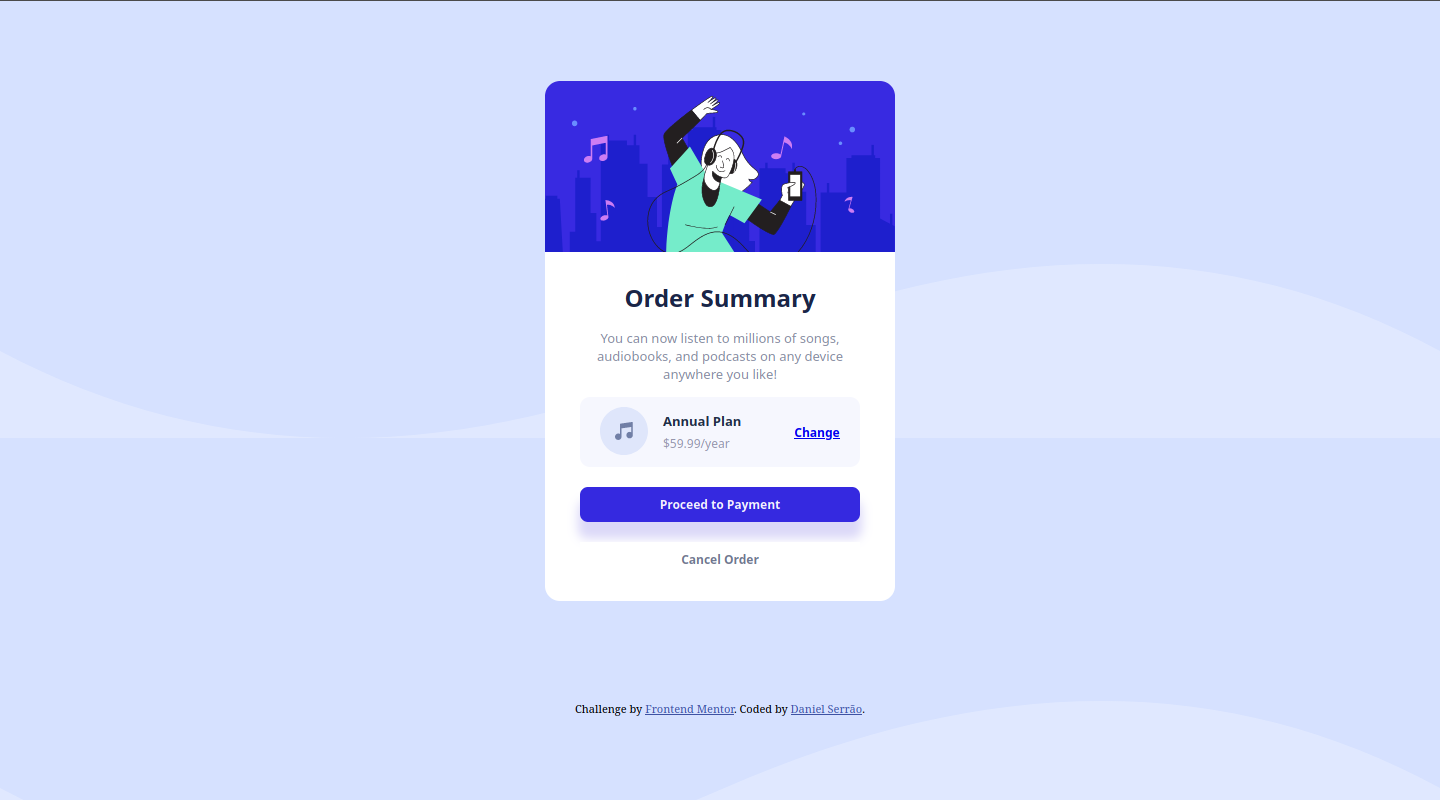 Order Summary
You can now listen to millions of songs,
audiobooks, and podcasts on any device
anywhere you like!
Annual Plan
$59.99/year
Change
Proceed to Payment
Cancel Order
Challenge by Frontend Mentor. Coded by Daniel Serrão.